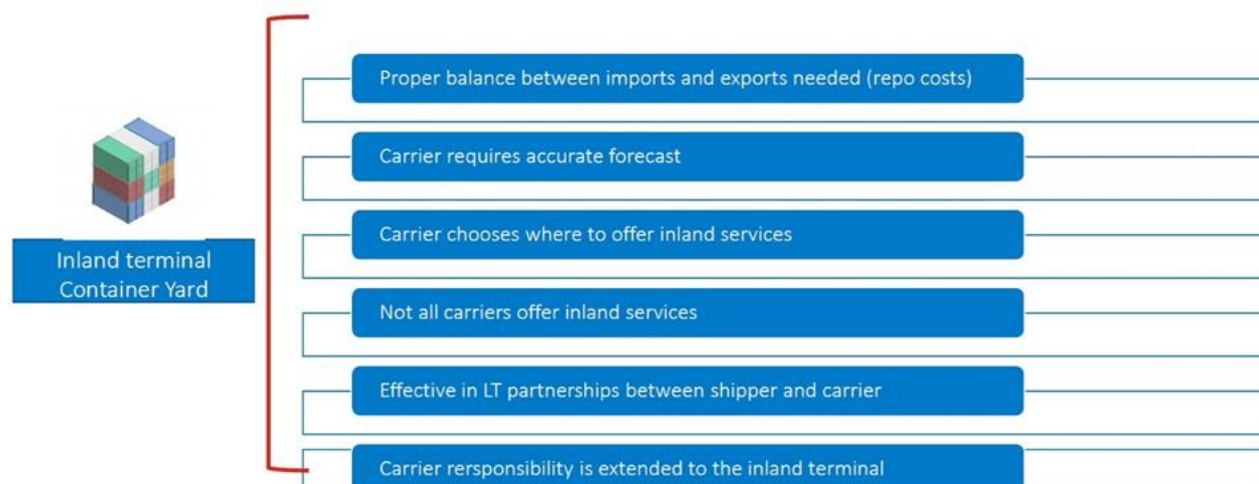 Proper balance between imports and exports needed (repo costs)
Carrier requires accurate forecast
Carrier chooses where to offer inland services
Inland terminal
Container Yard
Not all carriers offer inland services
Effective in LT partnerships between shipper and carrier
Carrier rersponsibility is extended to the inland terminal